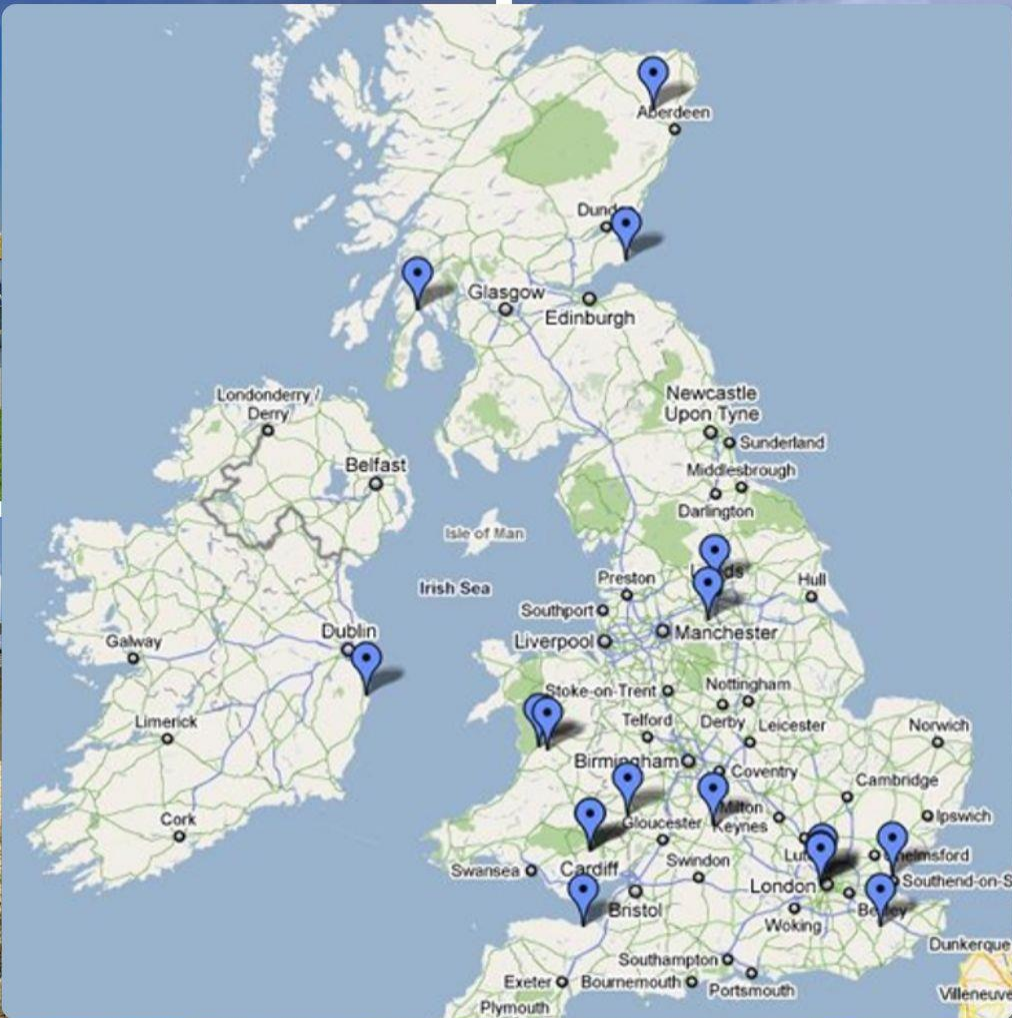 Aberdeen
Glasgow
Edinburgh
Newcastle
Upon Tyne
Londonderry /
Derry
Sunderland
Belfast
Middlesbrough
Darlington
Isle of Man
Preston
Hull
Irish Sea
Southport
Dublin
Manchester
Galway
Liverpool
Stoke-on-Trent
Nottingham
Limerick
Telford
Derby
Leicester
Norwich
Birmingham
Coventry
Cambridge
Cork
Milton
Keynes
Ipswich
Gloucester
Swansea
Cardiff
Swindon
London
Southend-on-S
Bristol
Woking
Dunkerque
Southampton
Exeter
Bournemouth
Portsmouth
Villeneuve
Plymouth